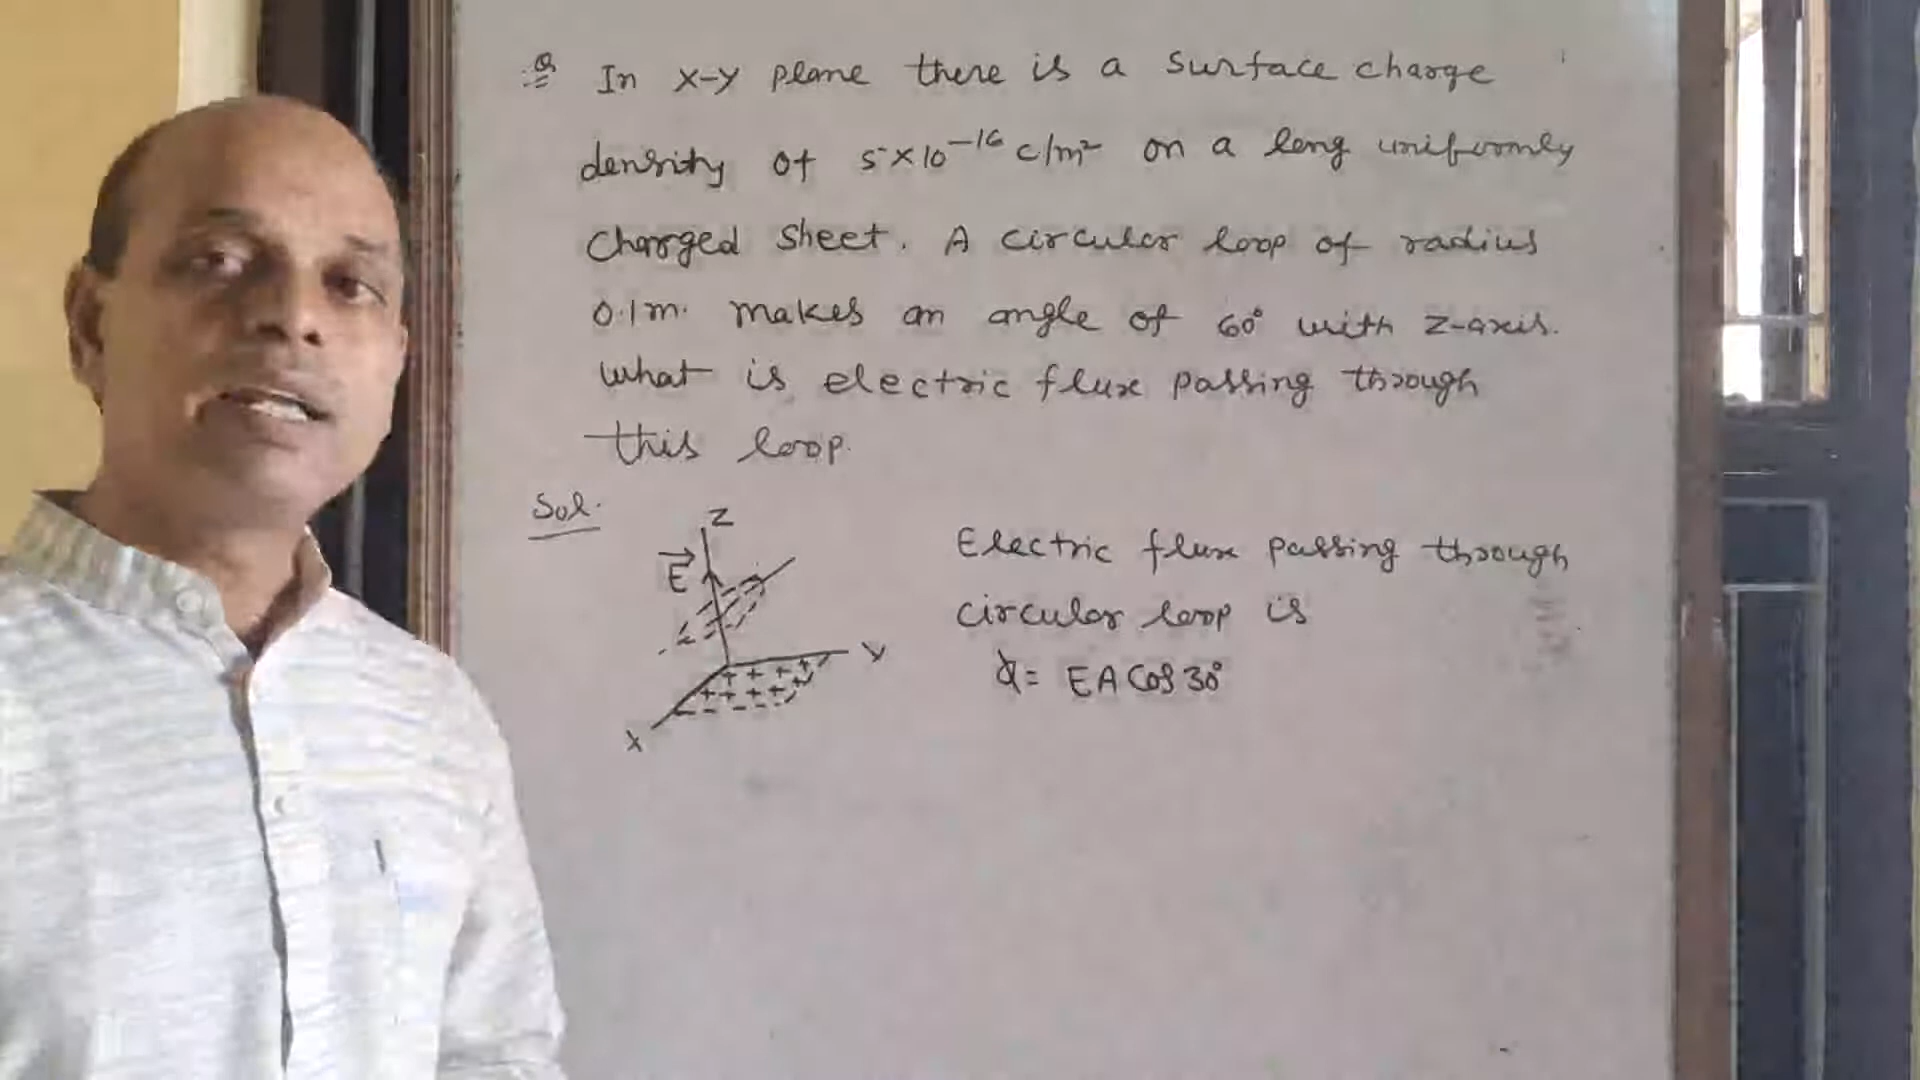 Q In x-y plane there is a surface charge
density of 5×10⁻¹⁶ c/m² on a long uniformly
charged sheet. A circular loop of radius
0.1m. makes an angle of 60° with z-axis.
what is electric flux passing through
this loop.
Sol.
Z
E⃗
Y
X
Electric flux passing through
circular loop is
ϕ = EA Cos 30°